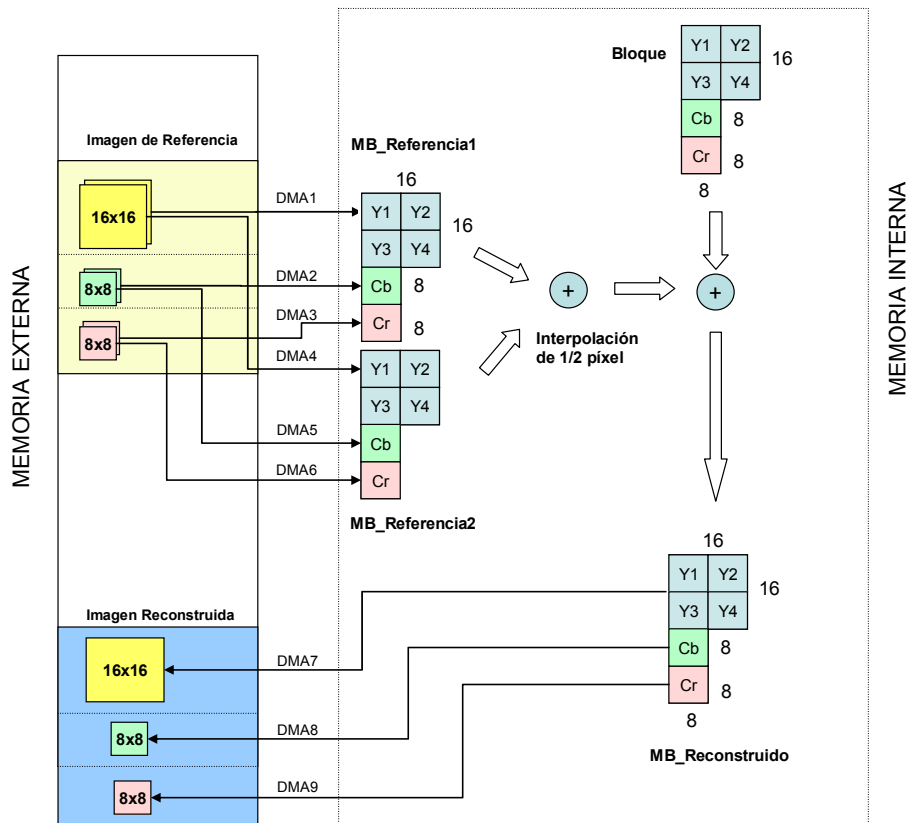 MEMORIA EXTERNA
Imagen de Referencia
16x16
8x8
8x8
DMA1
DMA2
DMA3
DMA4
DMA5
DMA6
MB_Referencia1
16
Y1 Y2
16
Y3 Y4
Cb 8
Cr 8
Y1 Y2
Y3 Y4
Cb
Cr
MB_Referencia2
+
Interpolación
de 1/2 píxel
Bloque
Y1 Y2
16
Y3 Y4
Cb 8
Cr 8
8
+
MEMORIA INTERNA
16
Y1 Y2
16
Y3 Y4
Cb 8
Cr 8
8
MB_Reconstruido
Imagen Reconstruida
16x16
8x8
8x8
DMA7
DMA8
DMA9